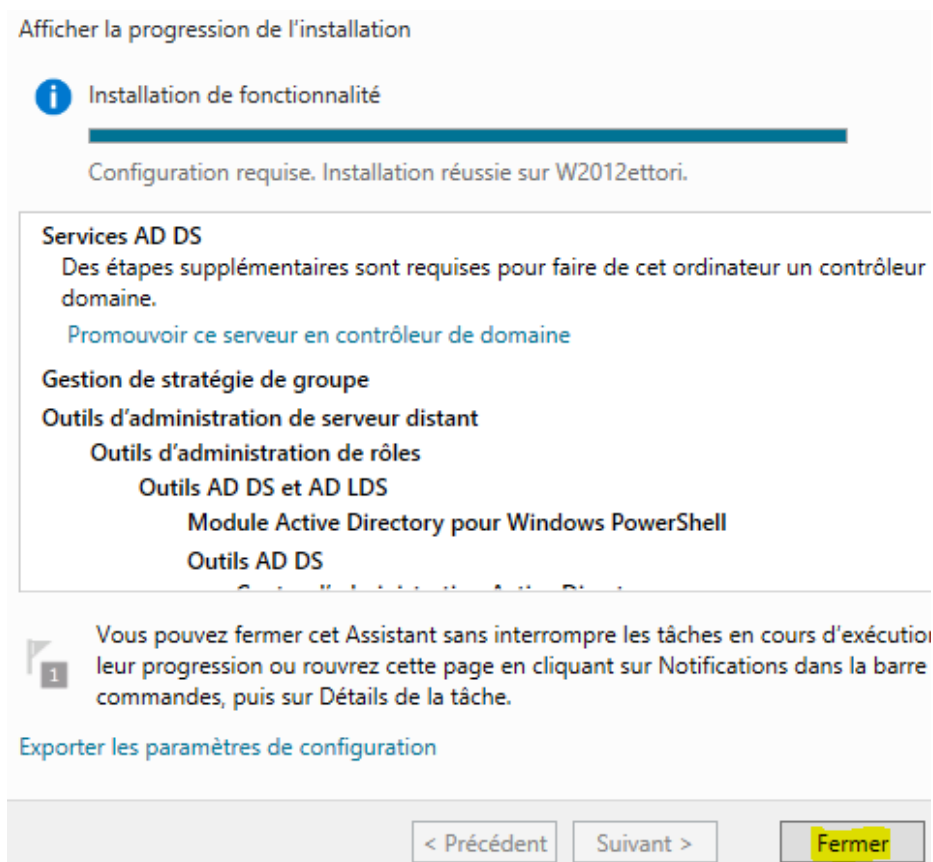 Afficher la progression de l'installation
Installation de fonctionnalité
Configuration requise. Installation réussie sur W2012ettori.
Services AD DS
Des étapes supplémentaires sont requises pour faire de cet ordinateur un contrôleur
domaine.
Promouvoir ce serveur en contrôleur de domaine
Gestion de stratégie de groupe
Outils d'administration de serveur distant
Outils d'administration de rôles
Outils AD DS et AD LDS
Module Active Directory pour Windows PowerShell
Outils AD DS
Vous pouvez fermer cet Assistant sans interrompre les tâches en cours d'exécution
leur progression ou rouvrez cette page en cliquant sur Notifications dans la barre
1
commandes, puis sur Détails de la tâche.
Exporter les paramètres de configuration
< Précédent Suivant > Fermer